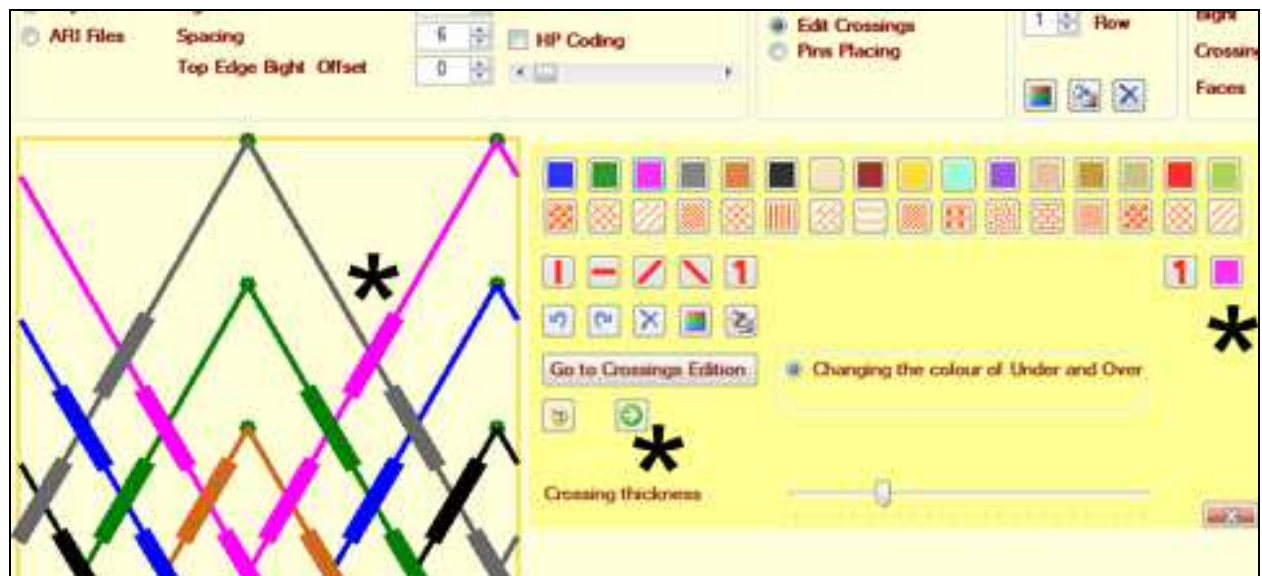 ARI Files
Spacing
6
HP Coding
Top Edge Bight Offset
0
Edit Crossings
Pins Placing
1
Row
Bight
Crossing
Faces
1
1
Go to Crossings Edition
Changing the colour of Under and Over
Crossing thickness